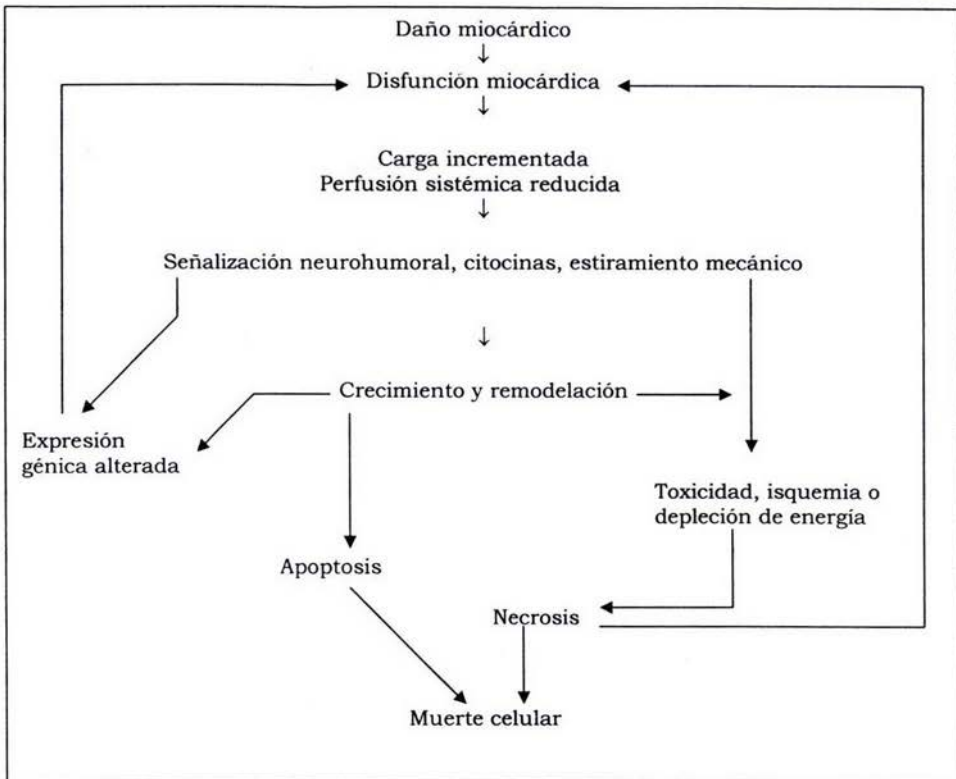 Daño miocárdico
↓
Disfunción miocárdica
↓
Carga incrementada
Perfusión sistémica reducida
↓
Señalización neurohumoral, citocinas, estiramiento mecánico
↓
Crecimiento y remodelación
Expresión
génica alterada
Toxicidad, isquemia o
depleción de energía
Apoptosis
Necrosis
Muerte celular